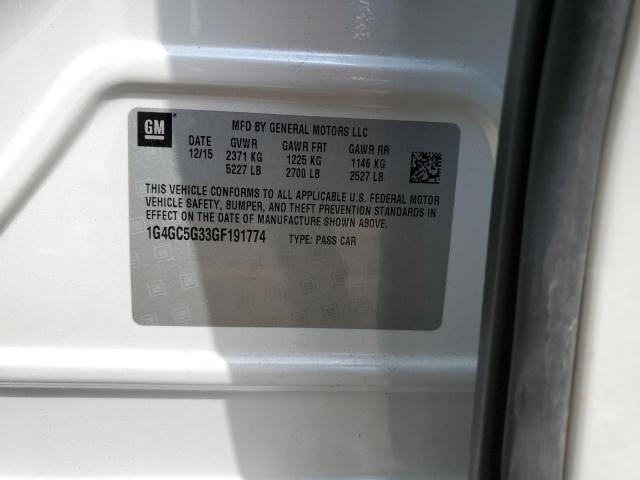 GM
MFD BY GENERAL MOTORS LLC
DATE GVWR GAWR FRT GAWR RR
12/15 2371 KG 1225 KG 1146 KG
5227 LB 2700 LB 2527 LB
THIS VEHICLE CONFORMS TO ALL APPLICABLE U.S. FEDERAL MOTOR
VEHICLE SAFETY, BUMPER, AND THEFT PREVENTION STANDARDS IN
EFFECT ON THE DATE OF MANUFACTURE SHOWN ABOVE.
1G4GC5G33GF191774 TYPE: PASS CAR